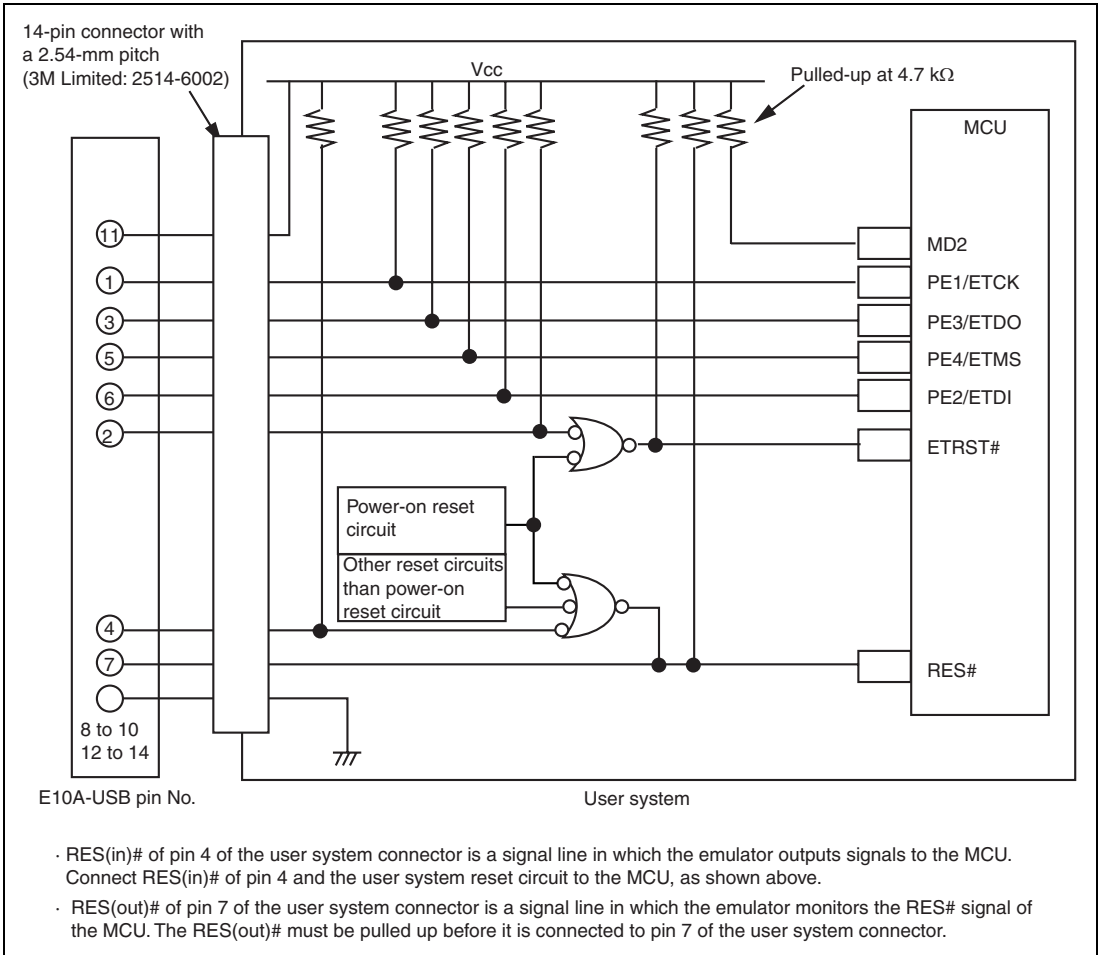 14-pin connector with
a 2.54-mm pitch
(3M Limited: 2514-6002)
Vcc
Pulled-up at 4.7 kΩ
MCU
11
MD2
1
PE1/ETCK
3
PE3/ETDO
5
PE4/ETMS
6
PE2/ETDI
2
ETRST#
Power-on reset
circuit
Other reset circuits
than power-on
reset circuit
4
7
RES#
8 to 10
12 to 14
E10A-USB pin No.
User system
· RES(in)# of pin 4 of the user system connector is a signal line in which the emulator outputs signals to the MCU.
Connect RES(in)# of pin 4 and the user system reset circuit to the MCU, as shown above.
· RES(out)# of pin 7 of the user system connector is a signal line in which the emulator monitors the RES# signal of
the MCU. The RES(out)# must be pulled up before it is connected to pin 7 of the user system connector.